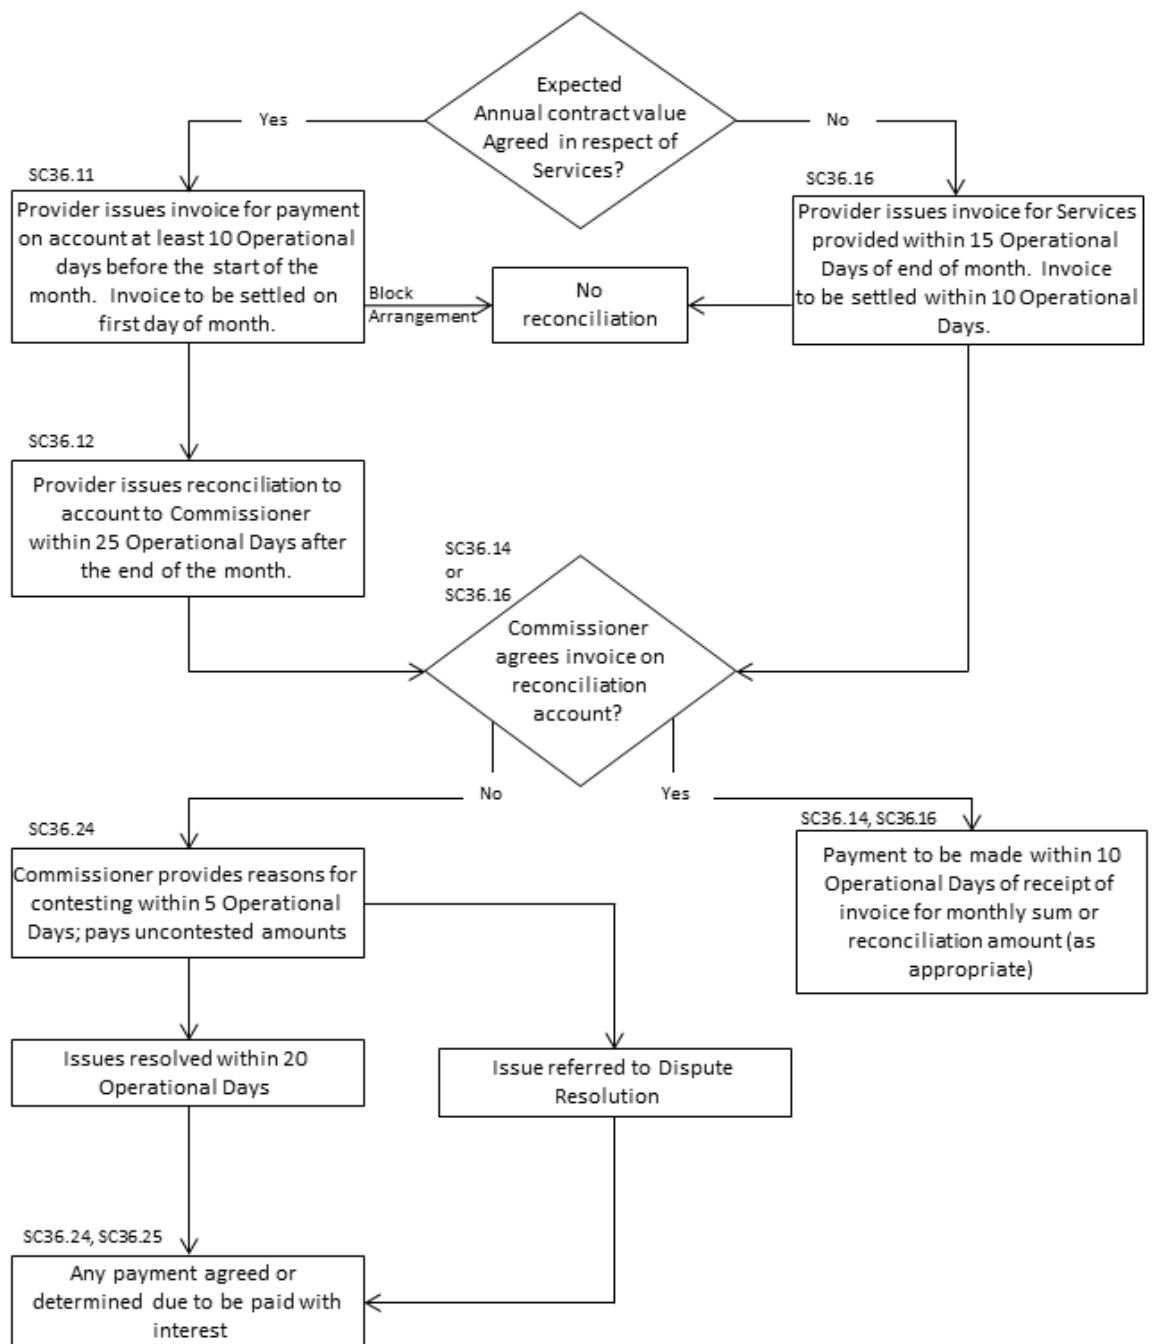 Expected
Annual contract value
Agreed in respect of
Services?
Yes
No
SC36.11
Provider issues invoice for payment
on account at least 10 Operational
days before the start of the
month. Invoice to be settled on
first day of month.
Block
Arrangement
No
reconciliation
SC36.16
Provider issues invoice for Services
provided within 15 Operational
Days of end of month. Invoice
to be settled within 10 Operational
Days.
SC36.12
Provider issues reconciliation to
account to Commissioner
within 25 Operational Days after
the end of the month.
SC36.14
or
SC36.16
Commissioner
agrees invoice on
reconciliation
account?
No
Yes
SC36.24
Commissioner provides reasons for
contesting within 5 Operational
Days; pays uncontested amounts
SC36.14, SC36.16
Payment to be made within 10
Operational Days of receipt of
invoice for monthly sum or
reconciliation amount (as
appropriate)
Issues resolved within 20
Operational Days
Issue referred to Dispute
Resolution
SC36.24, SC36.25
Any payment agreed or
determined due to be paid with
interest